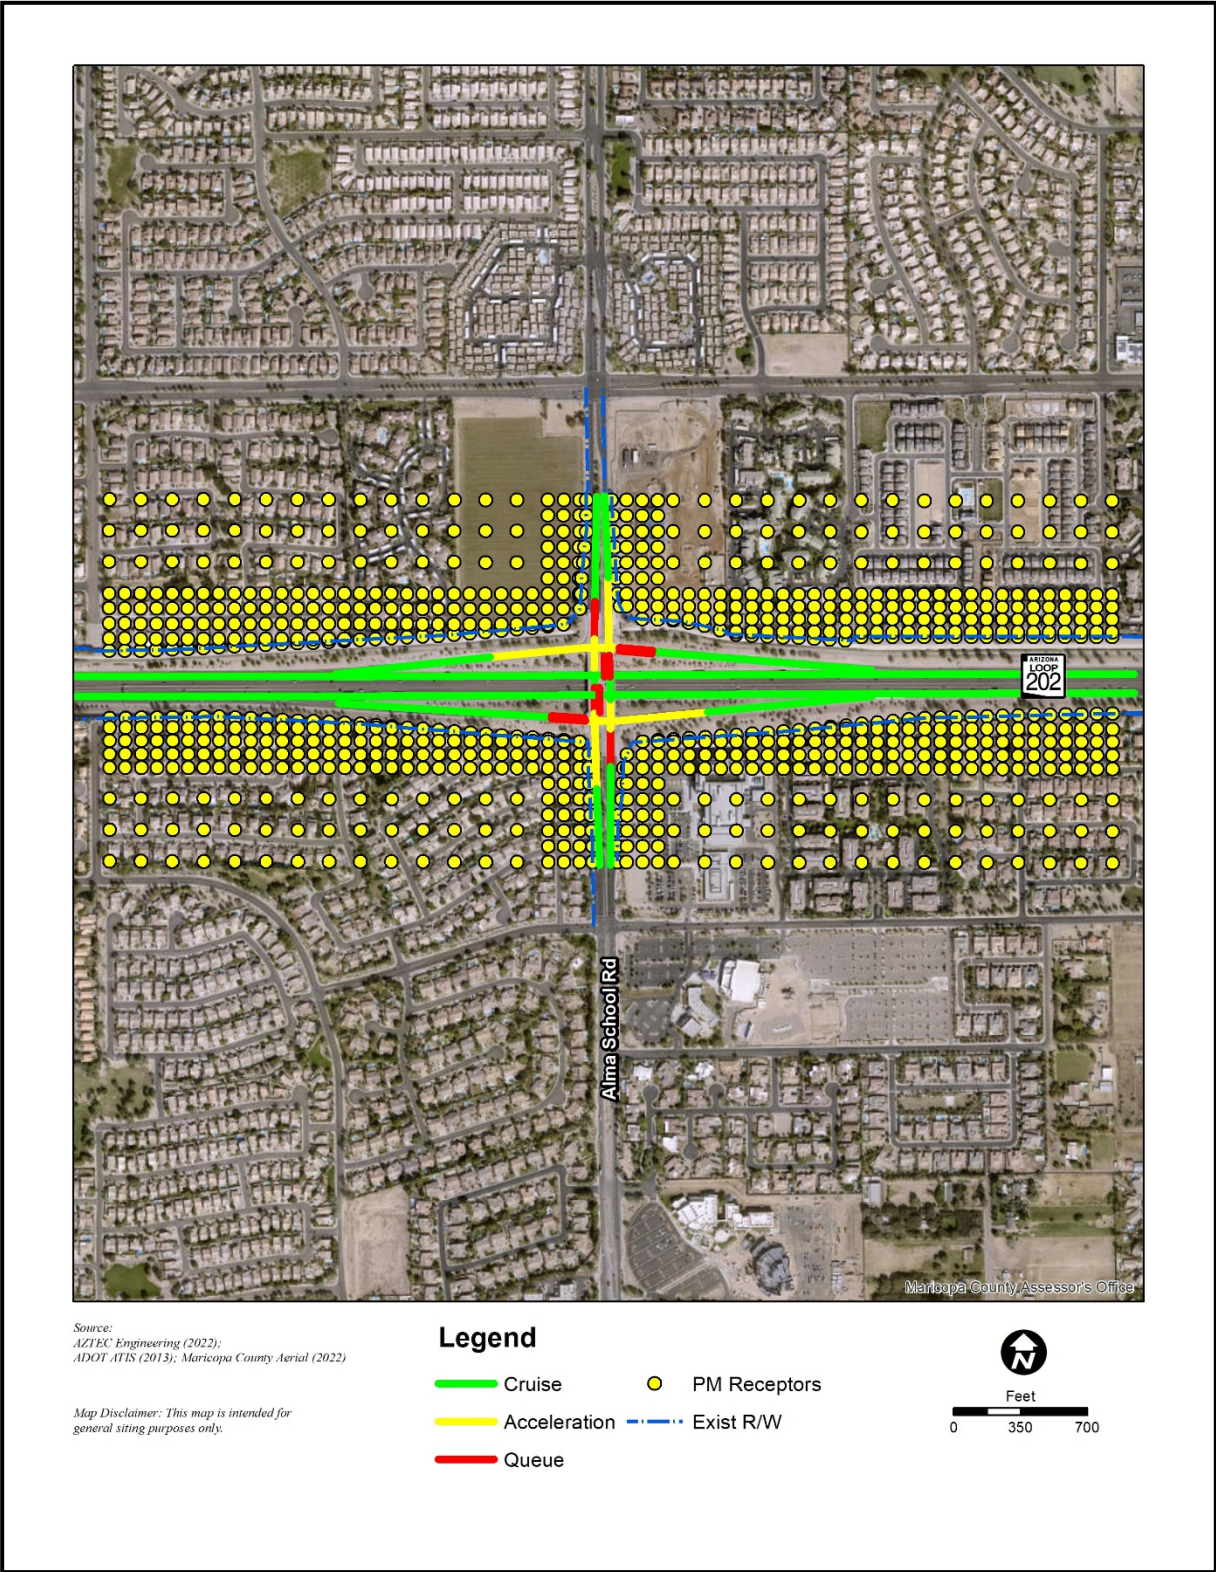 ARIZONA
LOOP
202
Alma School Rd
Maricopa County Assessor's Office
Source:
AZTEC Engineering (2022);
ADOT ATIS (2013); Maricopa County Aerial (2022)
Map Disclaimer: This map is intended for
general siting purposes only.
Legend
Cruise
Acceleration
Queue
PM Receptors
Exist R/W
N
Feet
0 350 700